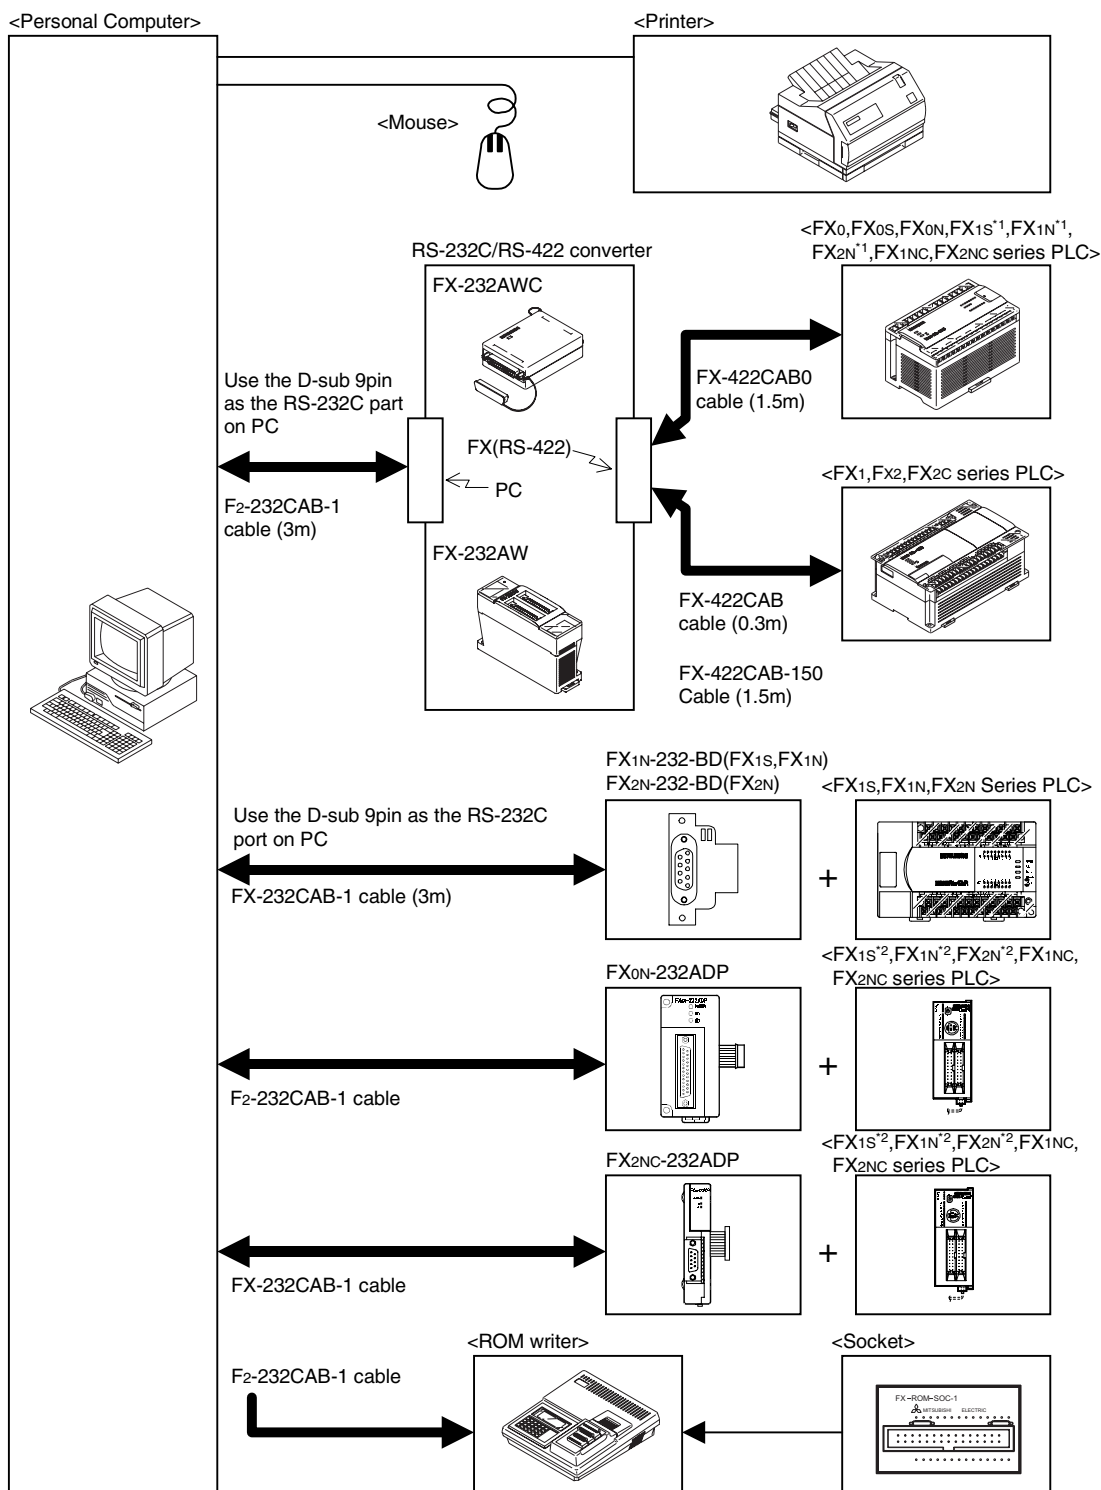 <Personal Computer>
<Printer>
<Mouse>
<FX0,FX0S,FX0N,FX1S*1,FX1N*1,
FX2N*1,FX1NC,FX2NC series PLC>
RS-232C/RS-422 converter
FX-232AWC
Use the D-sub 9pin
as the RS-232C part
on PC
FX-422CAB0
cable (1.5m)
FX(RS-422)
PC
<FX1,FX2,FX2C series PLC>
F2-232CAB-1
cable (3m)
FX-232AW
FX-422CAB
cable (0.3m)
FX-422CAB-150
Cable (1.5m)
FX1N-232-BD(FX1S,FX1N)
FX2N-232-BD(FX2N)
<FX1S,FX1N,FX2N Series PLC>
Use the D-sub 9pin as the RS-232C
port on PC
+
FX-232CAB-1 cable (3m)
<FX1S*2,FX1N*2,FX2N*2,FX1NC,
FX2NC series PLC>
FX0N-232ADP
+
F2-232CAB-1 cable
<FX1S*2,FX1N*2,FX2N*2,FX1NC,
FX2NC series PLC>
FX2NC-232ADP
+
FX-232CAB-1 cable
<ROM writer>
<Socket>
F2-232CAB-1 cable
FX-ROM-SOC-1
MITSUBISHI ELECTRIC